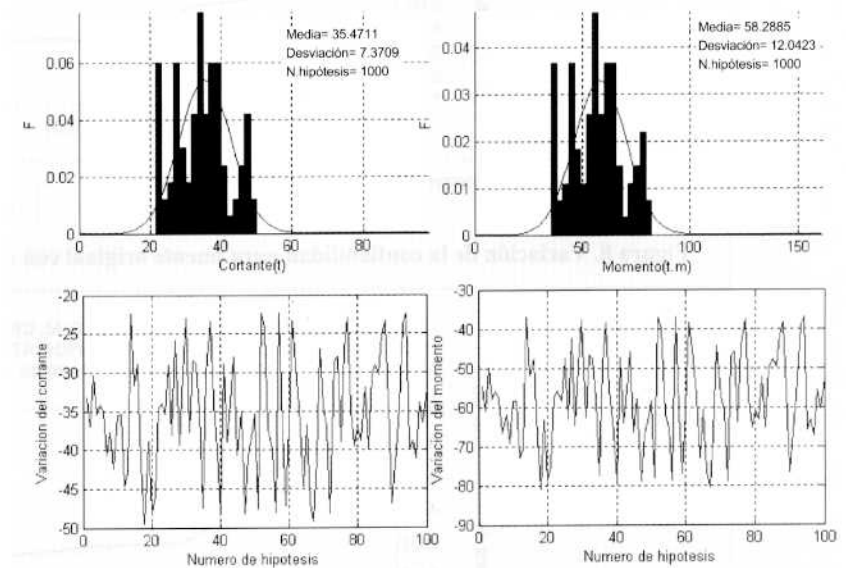 Media= 35.4711
Desviación= 7.3709
N.hipótesis= 1000
0.06
0.04
0.02
0
F
0 20 40 60 80
Cortante(t)
Media= 58.2885
Desviación= 12.0423
N.hipótesis= 1000
0.04
0.03
0.02
0.01
0
F
0 50 100 150
Momento(t.m)
-20
-25
-30
-35
-40
-45
-50
Variacion del cortante
0 20 40 60 80 100
Numero de hipotesis
-30
-40
-50
-60
-70
-80
-90
Variacion del momento
0 20 40 60 80 100
Numero de hipotesis